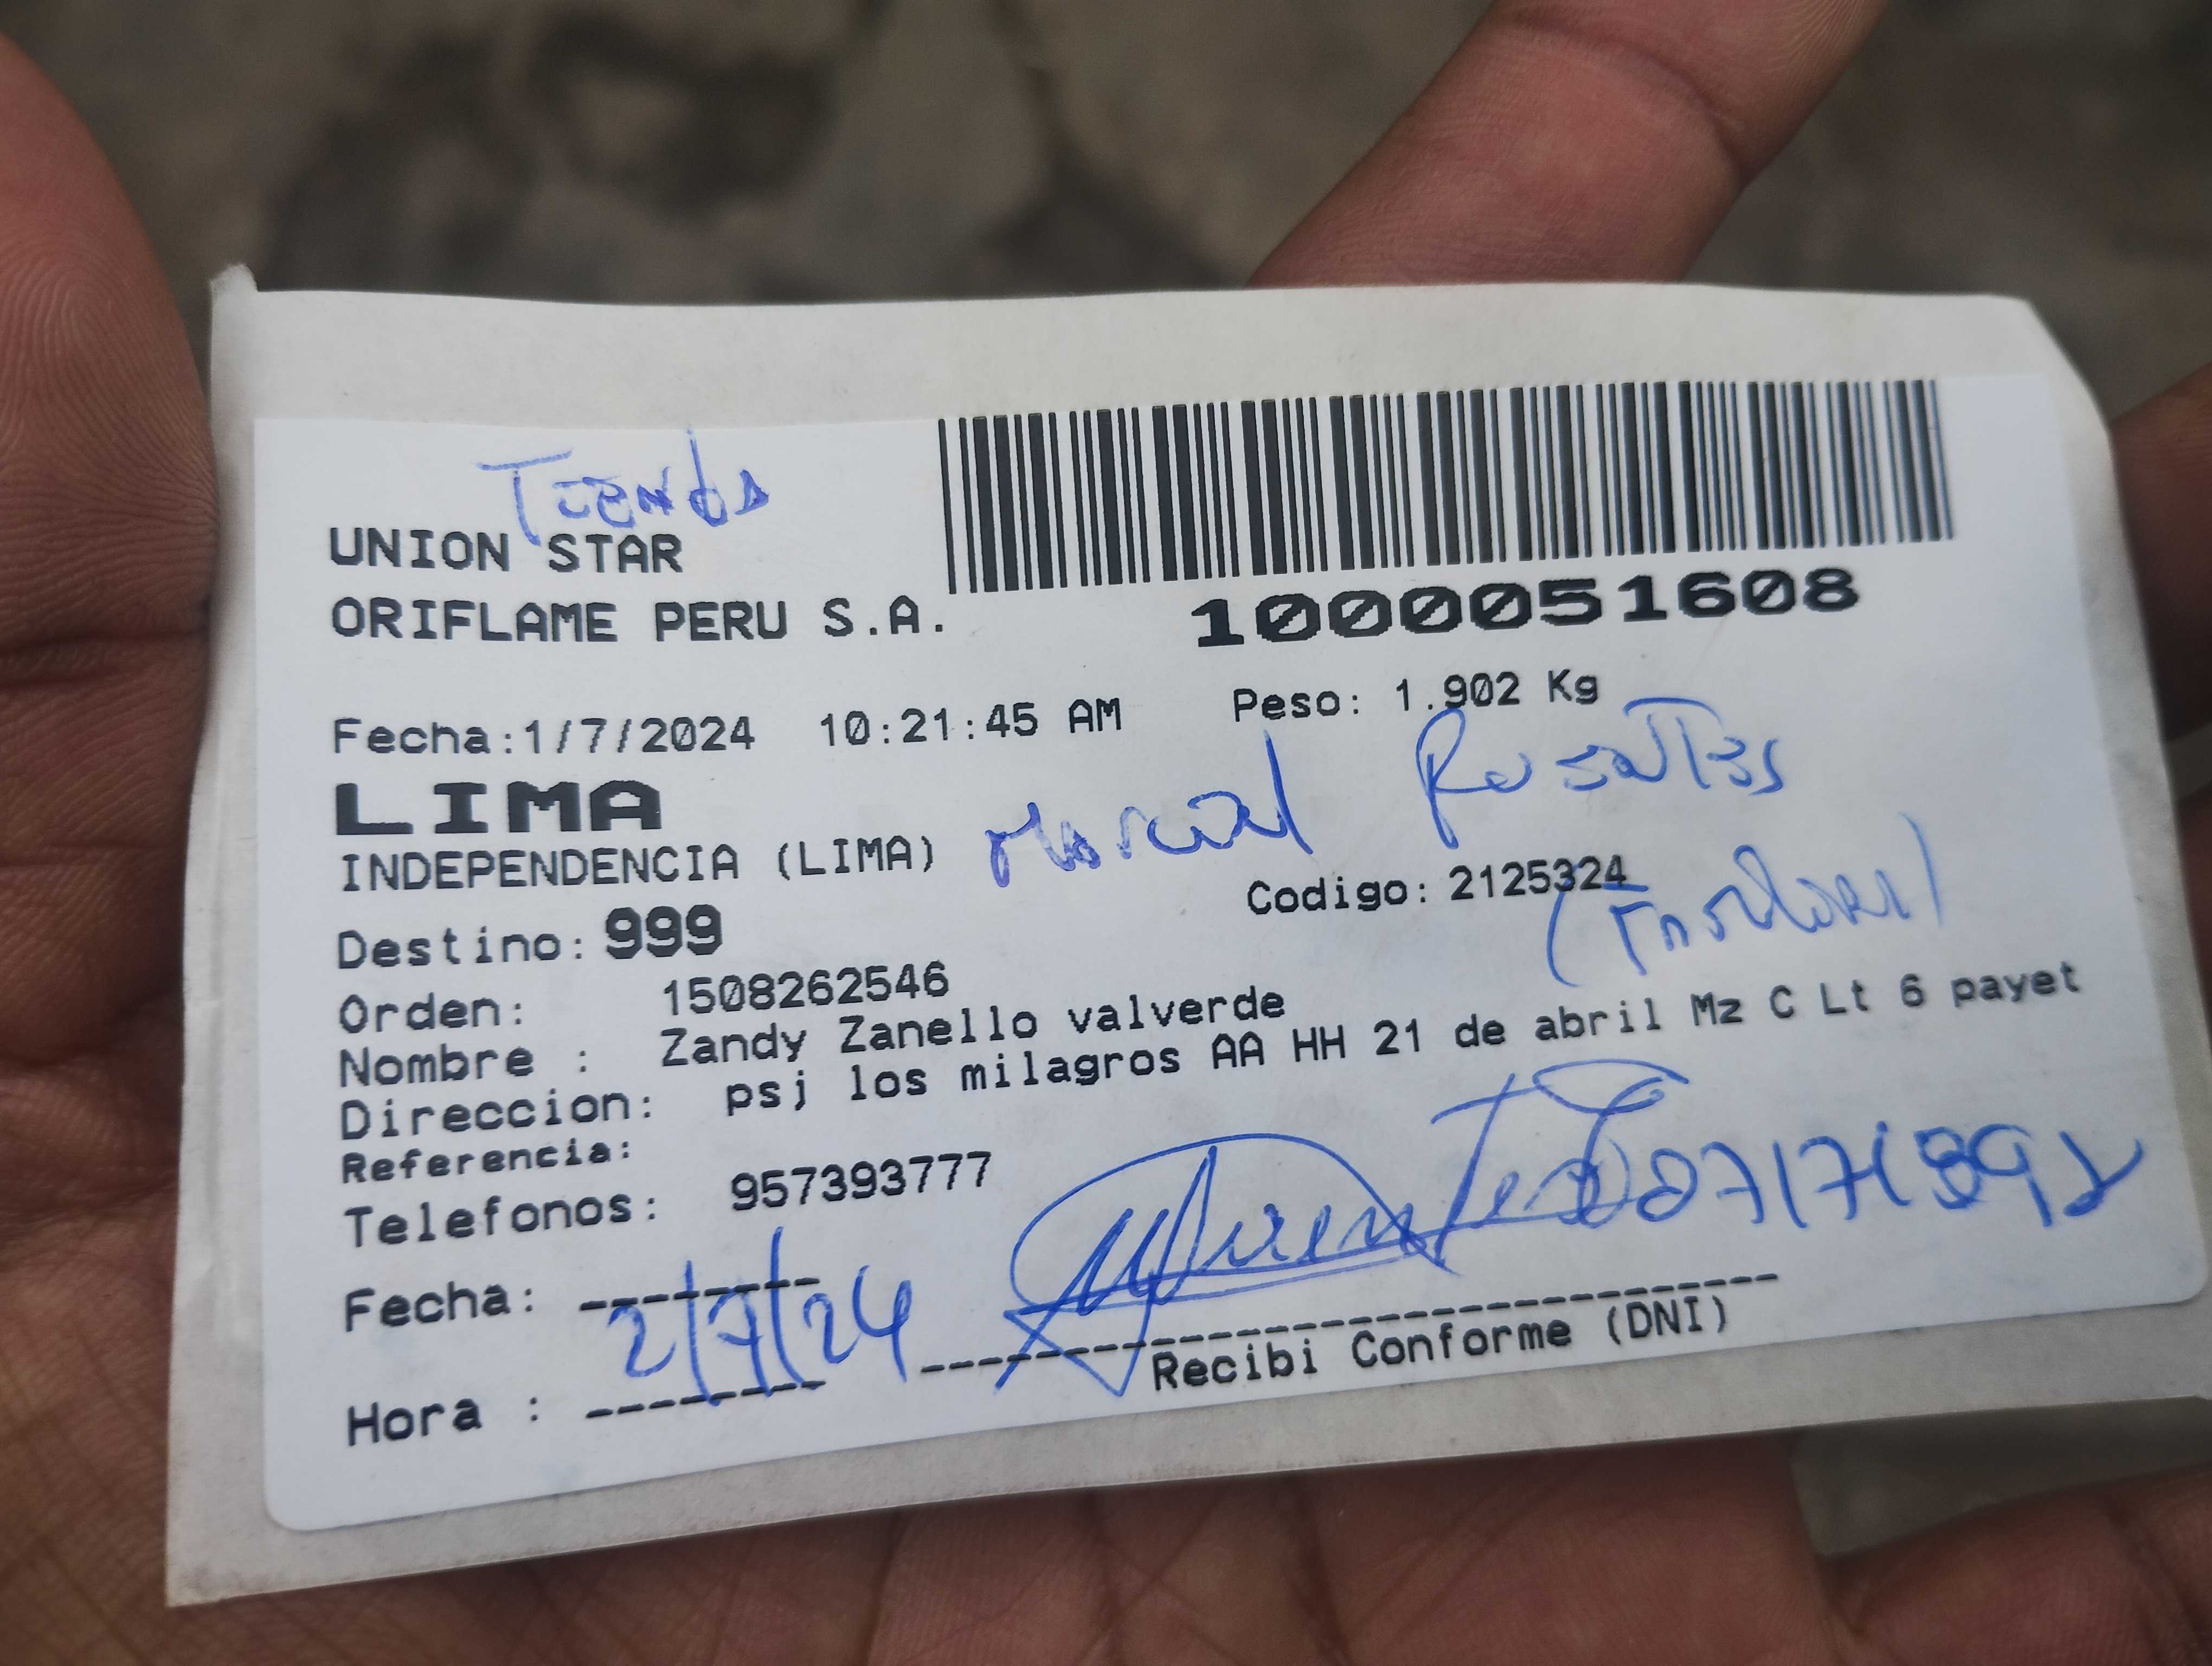 Tienda
UNION STAR
ORIFLAME PERU S.A.
1000051608
Fecha:1/7/2024 10:21:45 AM Peso: 1.902 Kg
LIMA
INDEPENDENCIA (LIMA)
Codigo: 2125324
Destino: 999
Orden: 1508262546
Nombre : Zandy Zanello valverde
Direccion: psj los milagros AA HH 21 de abril Mz C Lt 6 payet
Referencia:
Telefonos: 957393777
Fecha: 2/7/24
Recibi Conforme (DNI)
Hora :